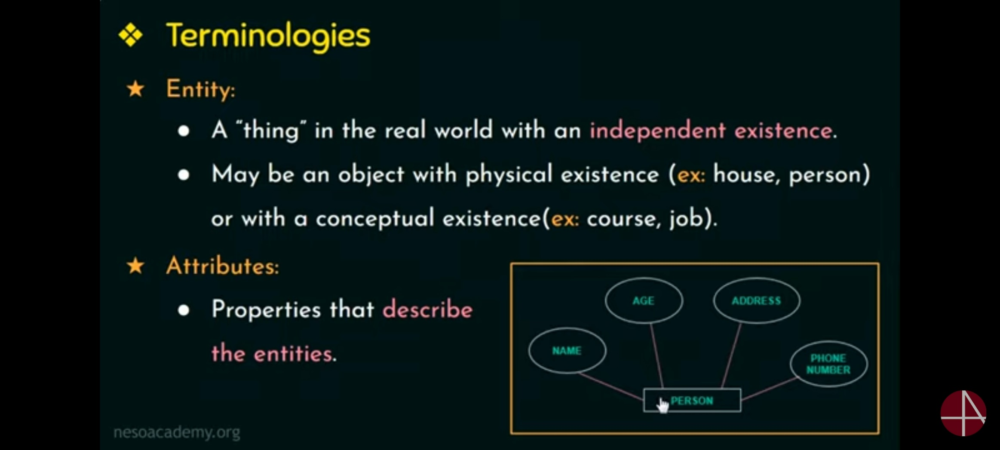 Terminologies
Entity:
A “thing” in the real world with an independent existence.
May be an object with physical existence (ex: house, person)
or with a conceptual existence(ex: course, job).
Attributes:
Properties that describe
the entities.
AGE
ADDRESS
NAME
PHONE
NUMBER
PERSON
nesoacademy.org